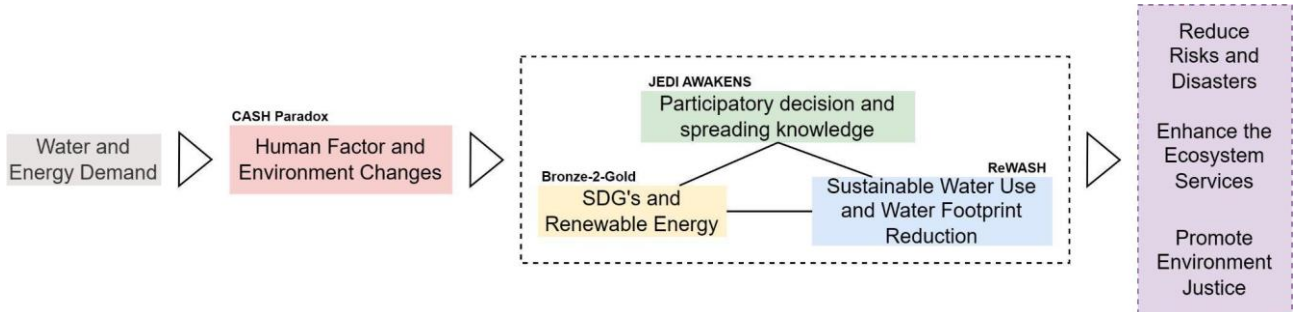 Water and
Energy Demand
CASH Paradox
Human Factor and
Environment Changes
JEDI AWAKENS
Participatory decision and
spreading knowledge
Bronze-2-Gold
SDG's and
Renewable Energy
ReWASH
Sustainable Water Use
and Water Footprint
Reduction
Reduce
Risks and
Disasters
Enhance the
Ecosystem
Services
Promote
Environment
Justice